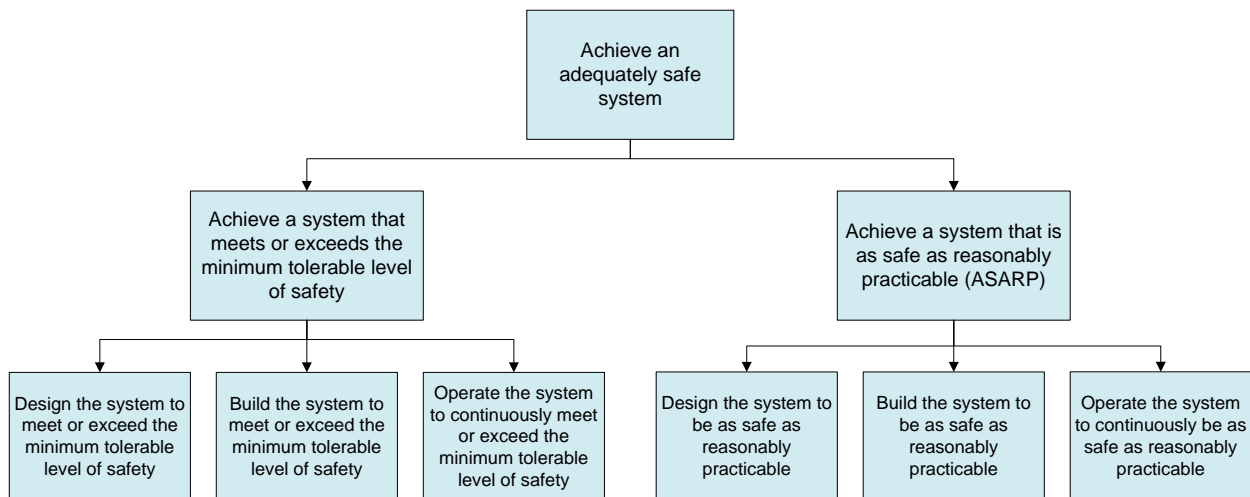 Achieve an
adequately safe
system
Achieve a system that
meets or exceeds the
minimum tolerable level
of safety
Achieve a system that is
as safe as reasonably
practicable (ASARP)
Design the system to
meet or exceed the
minimum tolerable
level of safety
Build the system to
meet or exceed the
minimum tolerable
level of safety
Operate the system
to continuously meet
or exceed the
minimum tolerable
level of safety
Design the system to
be as safe as
reasonably
practicable
Build the system to
be as safe as
reasonably
practicable
Operate the system
to continuously be as
safe as reasonably
practicable